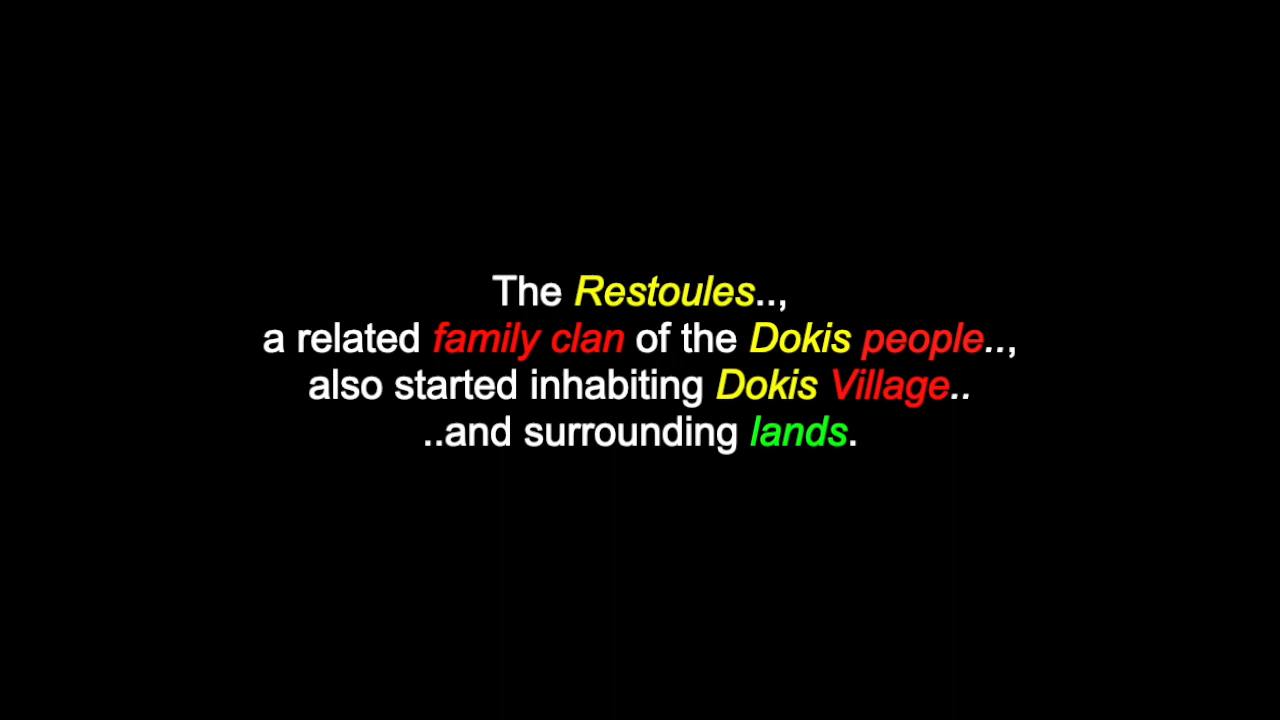 The Restoules..,
a related family clan of the Dokis people..,
also started inhabiting Dokis Village..
..and surrounding lands.